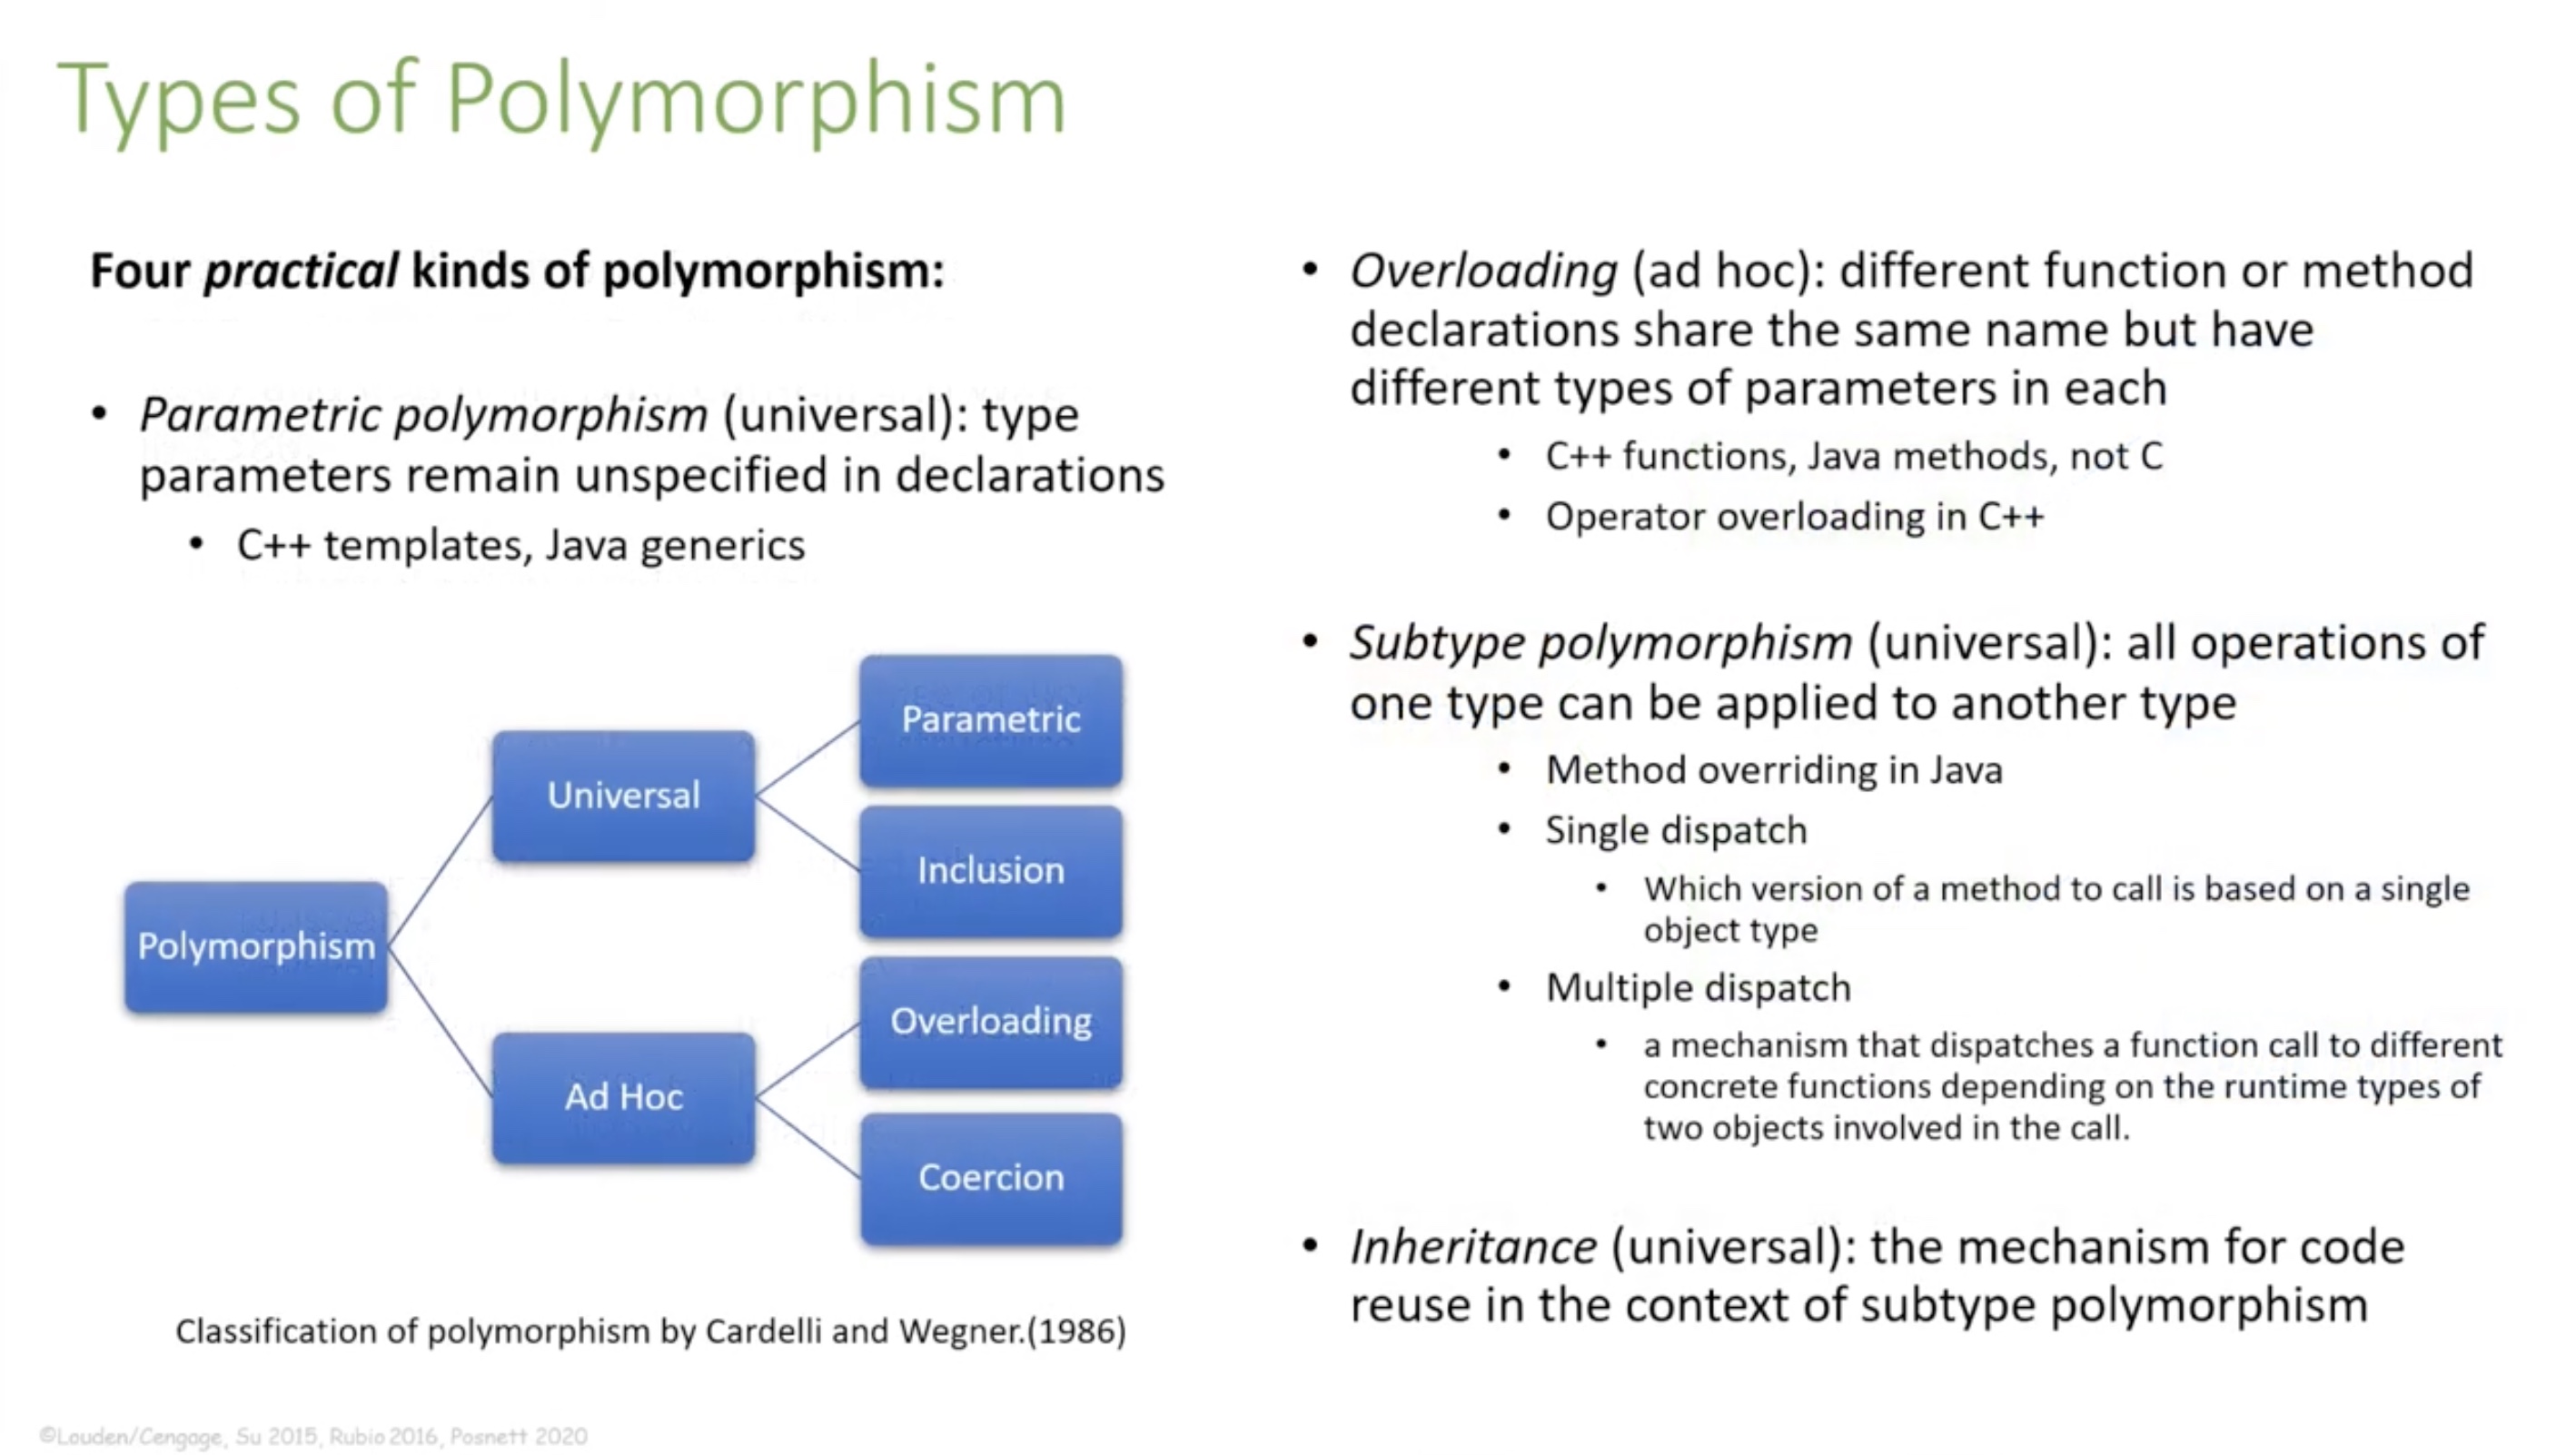 Types of Polymorphism
Four practical kinds of polymorphism:
• Parametric polymorphism (universal): type
parameters remain unspecified in declarations
• C++ templates, Java generics
Polymorphism
Universal
Ad Hoc
Parametric
Inclusion
Overloading
Coercion
Classification of polymorphism by Cardelli and Wegner.(1986)
• Overloading (ad hoc): different function or method
declarations share the same name but have
different types of parameters in each
• C++ functions, Java methods, not C
• Operator overloading in C++
• Subtype polymorphism (universal): all operations of
one type can be applied to another type
• Method overriding in Java
• Single dispatch
• Which version of a method to call is based on a single
object type
• Multiple dispatch
• a mechanism that dispatches a function call to different
concrete functions depending on the runtime types of
two objects involved in the call.
• Inheritance (universal): the mechanism for code
reuse in the context of subtype polymorphism
©Louden/Cengage, Su 2015, Rubio 2016, Posnett 2020